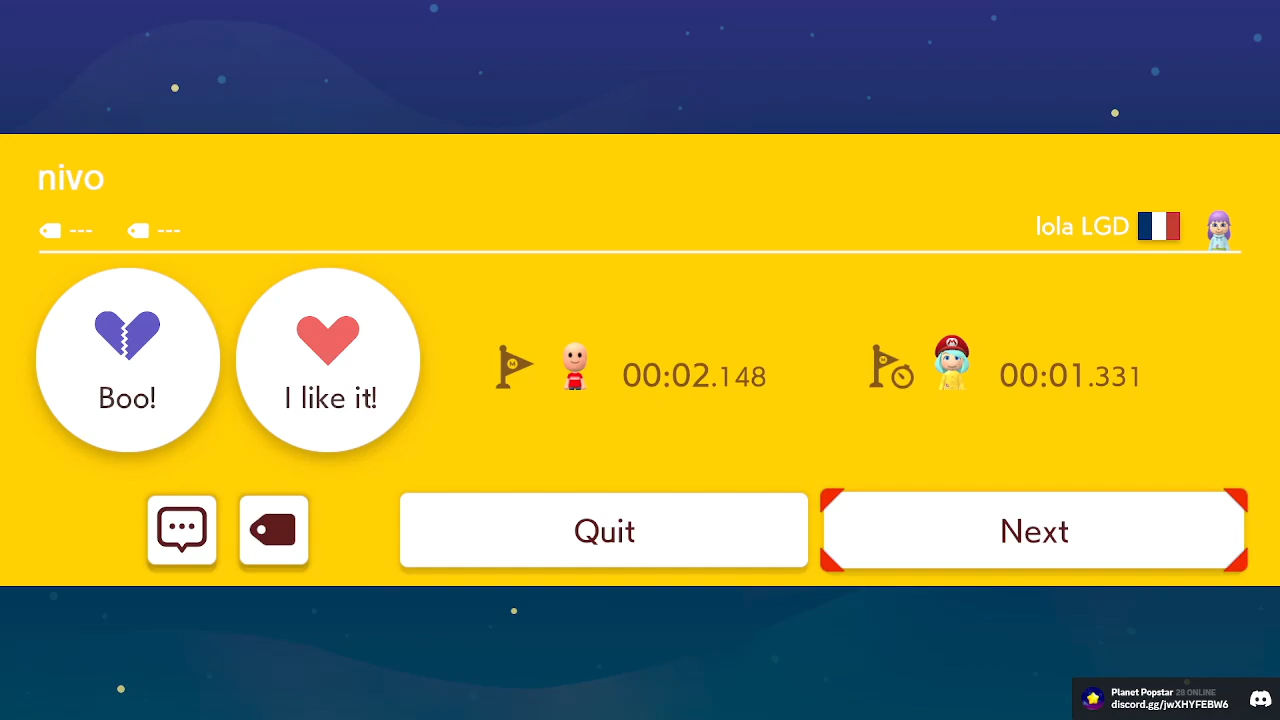 nivo
--- ---
lola LGD
Boo!
I like it!
M
00:02.148
M
M
00:01.331
Quit
Next
Planet Popstar 28 ONLINE
discord.gg/jwXHYFEBW6